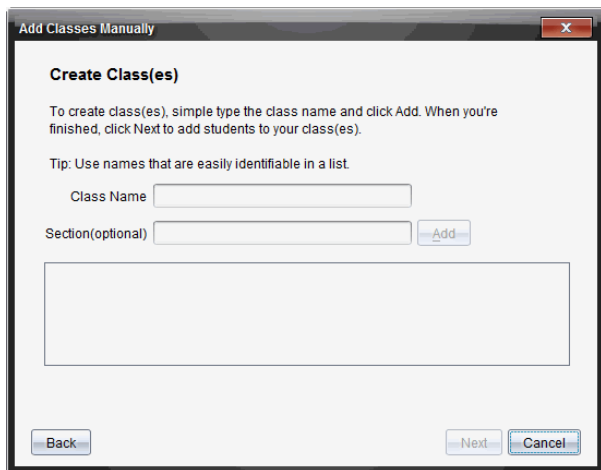 Add Classes Manually
X
Create Class(es)
To create class(es), simple type the class name and click Add. When you're
finished, click Next to add students to your class(es).
Tip: Use names that are easily identifiable in a list.
Class Name
Section(optional)
Add
Back
Next
Cancel